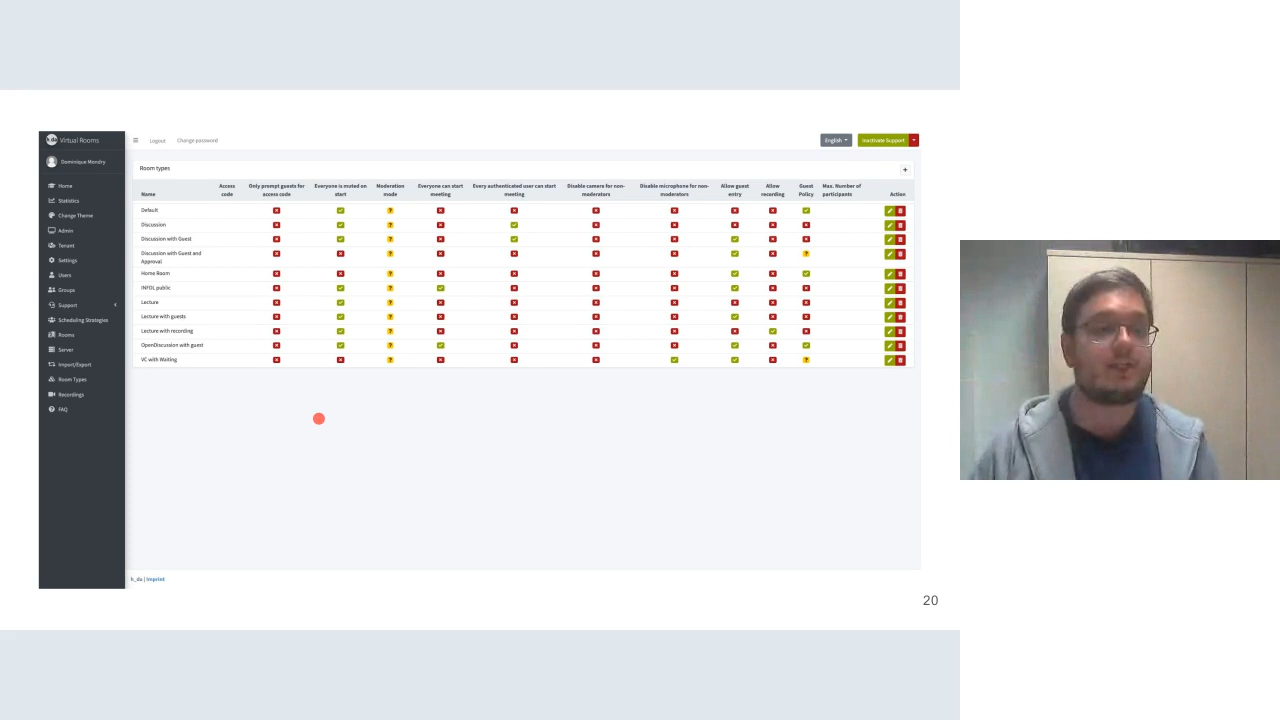 h_da Virtual Rooms
Logout
Change password
English
Inactivate Support
Dominique Mendry
Home
Statistics
Change Theme
Admin
Tenant
Settings
Users
Groups
Support
Scheduling Strategies
Rooms
Server
Import/Export
Room Types
Recordings
FAQ
Room types
+
Name
Access code
Only prompt guests for access code
Everyone is muted on start
Moderation mode
Everyone can start meeting
Every authenticated user can start meeting
Disable camera for non-moderators
Disable microphone for non-moderators
Allow guest entry
Allow recording
Guest Policy
Max. Number of participants
Action
Default
Discussion
Discussion with Guest
Discussion with Guest and
Approval
Home Room
INFDL public
Lecture
Lecture with guests
Lecture with recording
OpenDiscussion with guest
VC with Waiting
h_da | Imprint
20